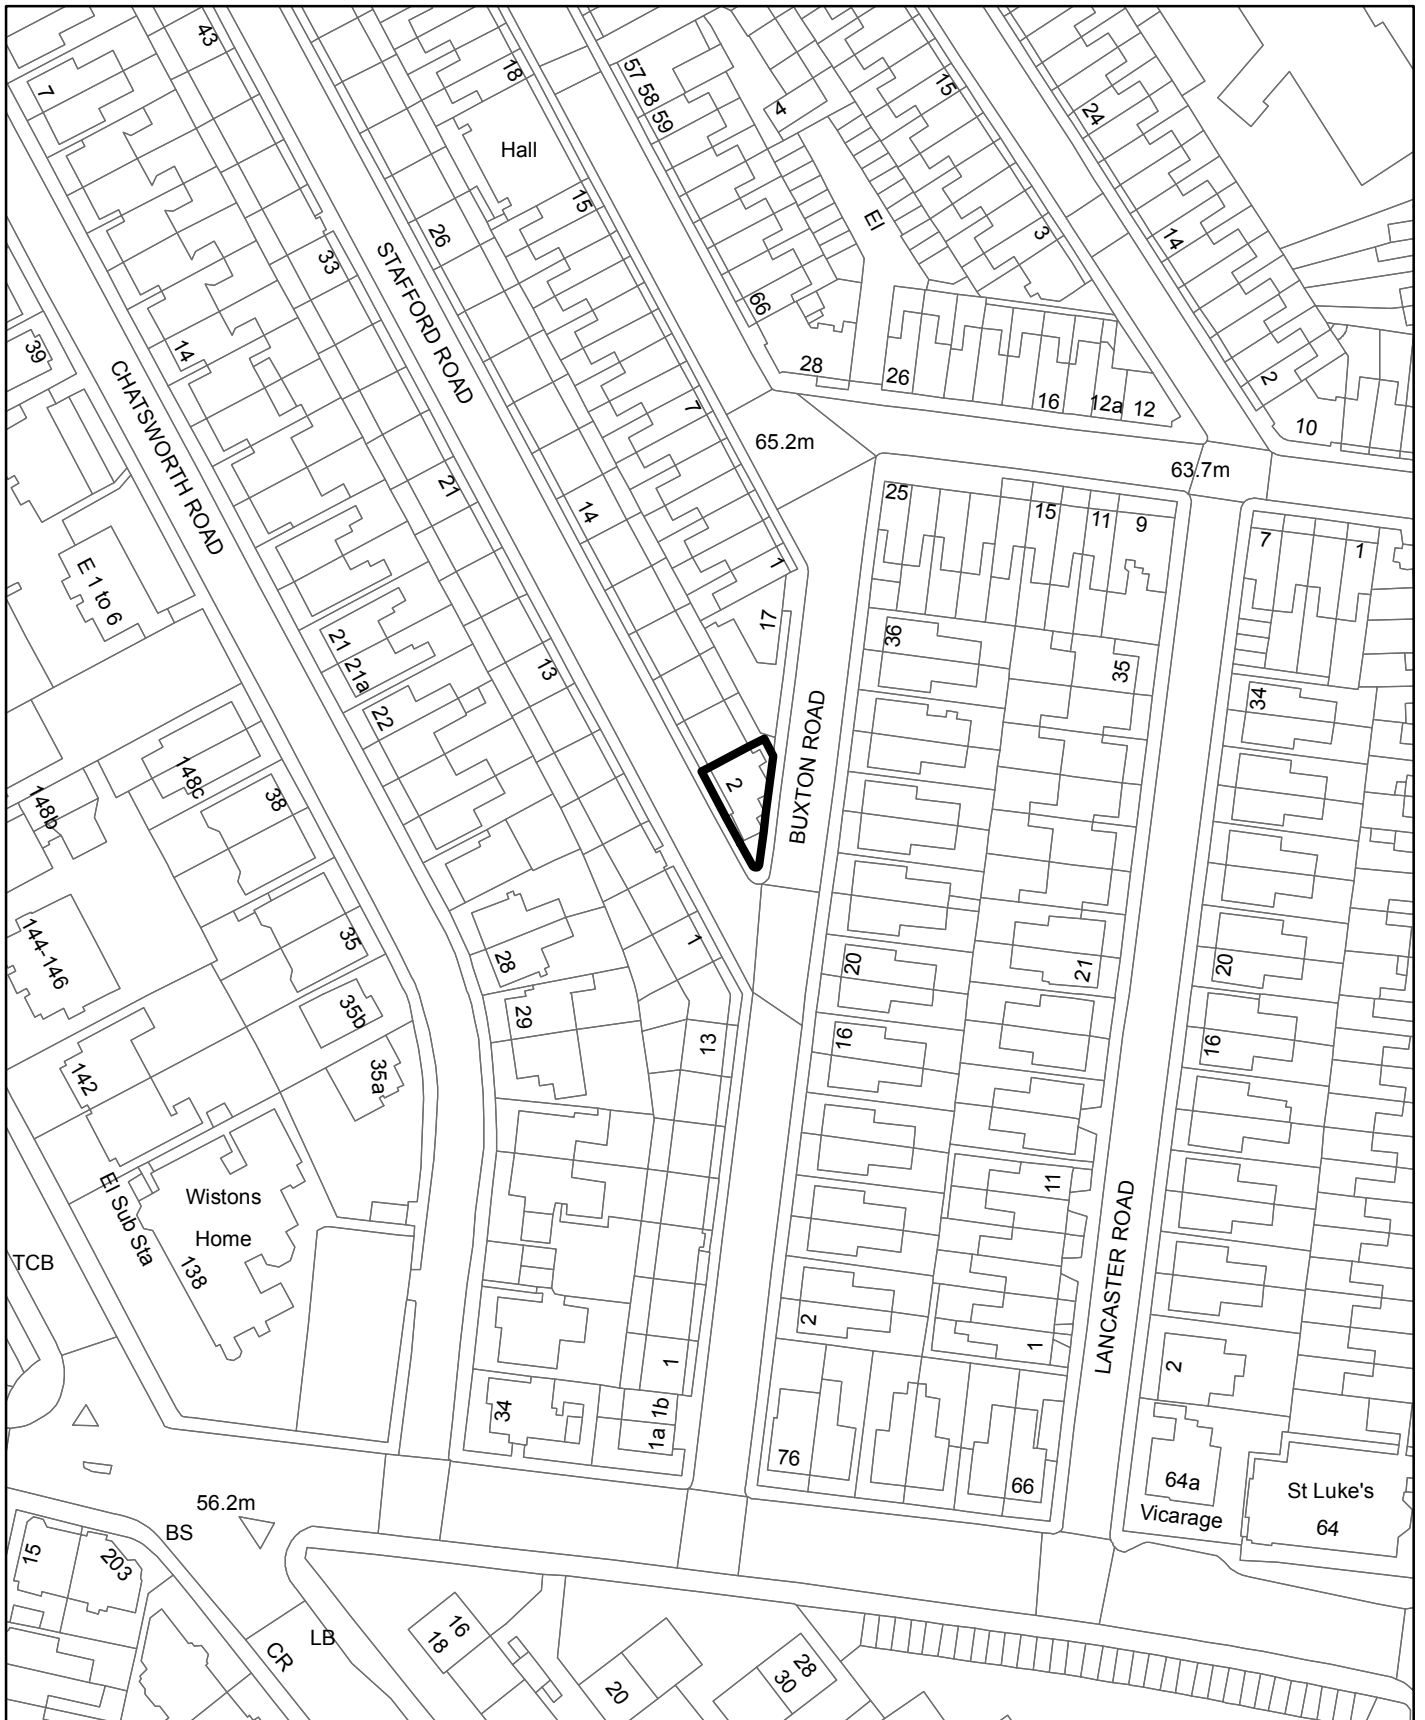 43
7
18
57 58 59
4
15
24
Hall
15
26
El
3
14
33
STAFFORD ROAD
66
39
14
28
26
16
12a
12
2
10
CHATSWORTH ROAD
7
65.2m
63.7m
21
14
25
15
11
9
7
1
E 1 to 6
1
17
36
35
21
21a
13
22
34
BUXTON ROAD
2
148c
38
148b
144-146
35
28
1
20
21
20
35b
29
13
16
16
142
35a
11
Wistons
Home
El Sub Sta
138
TCB
LANCASTER ROAD
2
1
1
2
34
1b
1a
76
66
64a
Vicarage
St Luke's
64
56.2m
BS
15
203
CR
LB
16
18
20
28
30